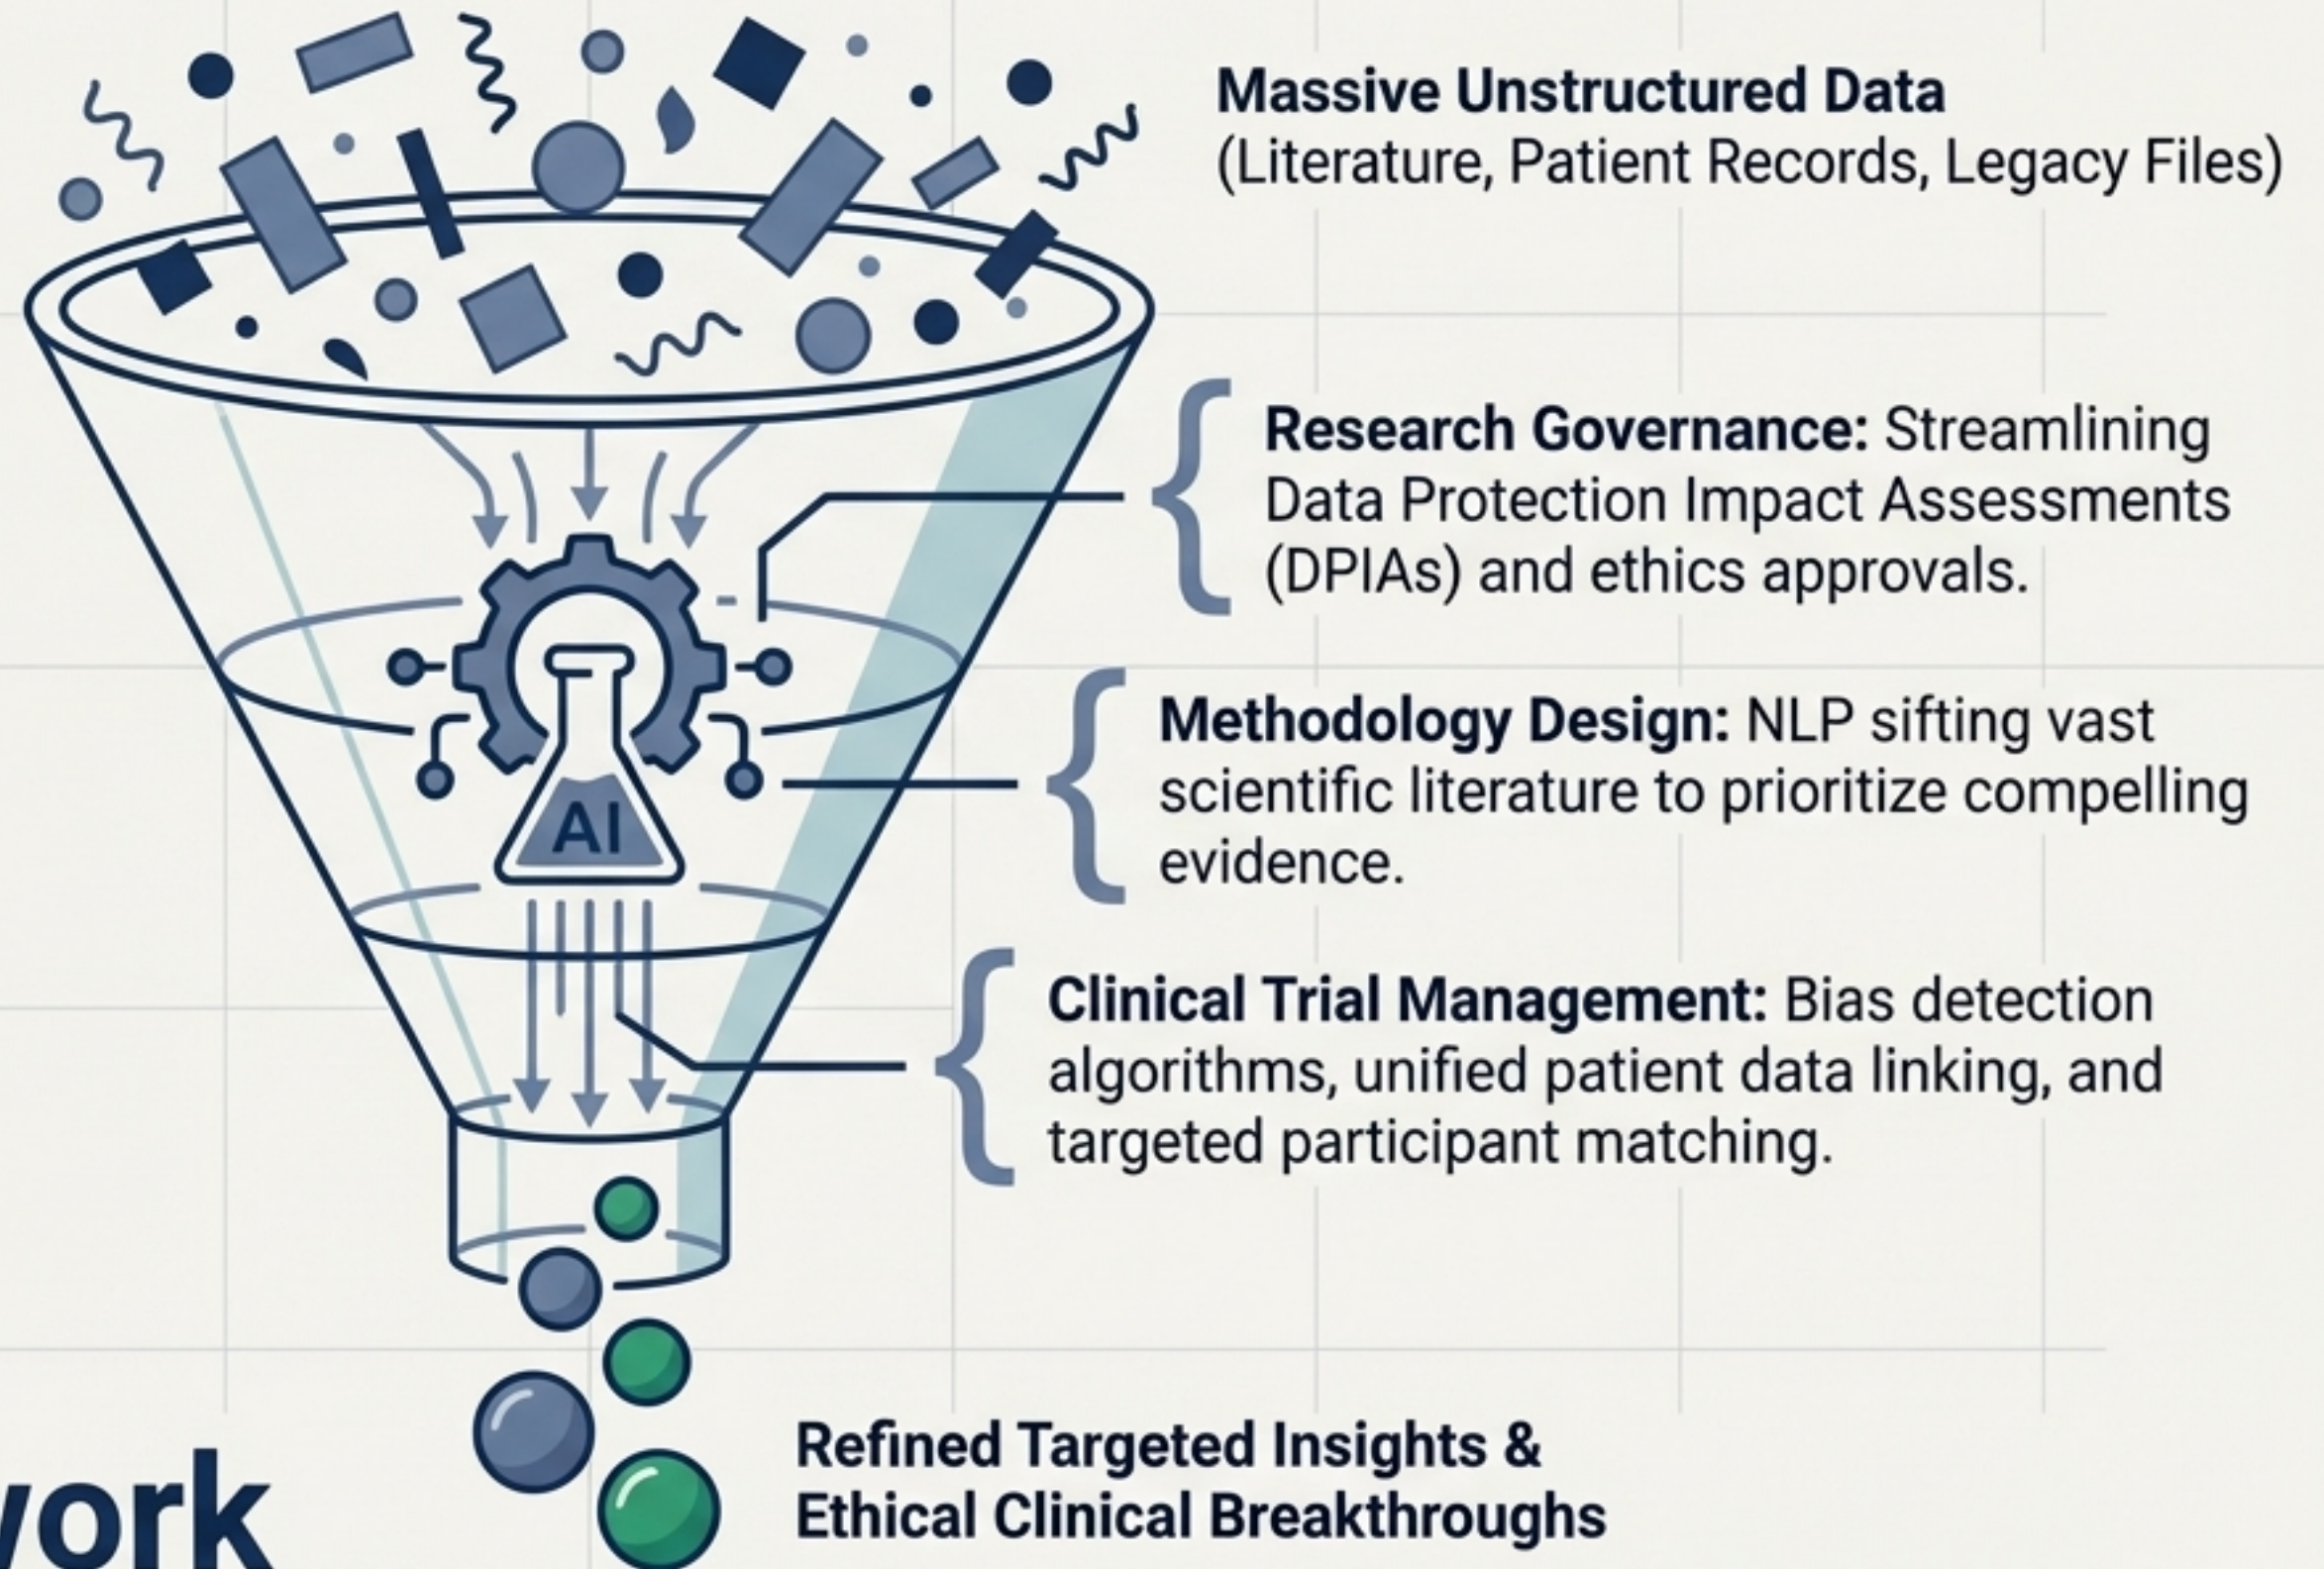 Massive Unstructured Data
(Literature, Patient Records, Legacy Files)
Research Governance: Streamlining
Data Protection Impact Assessments
(DPIAs) and ethics approvals.
Methodology Design: NLP sifting vast
scientific literature to prioritize compelling
evidence.
AI
Clinical Trial Management: Bias detection
algorithms, unified patient data linking, and
targeted participant matching.
Refined Targeted Insights &
Ethical Clinical Breakthroughs
work